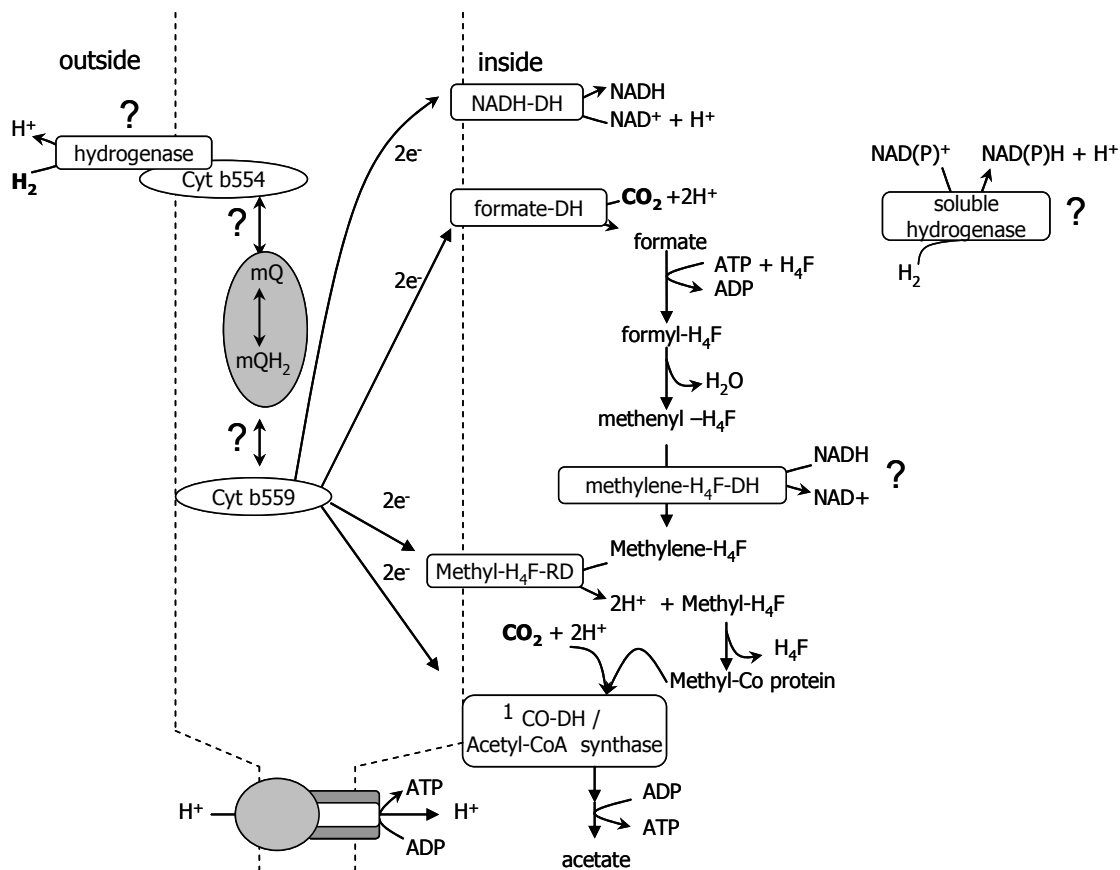 outside
inside
?
H⁺
hydrogenase
H₂
Cyt b554
?
mQ
mQH₂
?
Cyt b559
2e⁻
2e⁻
2e⁻
2e⁻
NADH-DH
NADH
NAD⁺ + H⁺
formate-DH
CO₂ +2H⁺
formate
ATP + H₄F
ADP
formyl-H₄F
H₂O
methenyl –H₄F
methylene-H₄F-DH
NADH
NAD+
?
Methylene-H₄F
Methyl-H₄F-RD
2H⁺ + Methyl-H₄F
CO₂ + 2H⁺
H₄F
Methyl-Co protein
¹ CO-DH /
Acetyl-CoA synthase
ADP
ATP
acetate
NAD(P)⁺
NAD(P)H + H⁺
soluble
hydrogenase
?
H₂
H⁺
ATP
H⁺
ADP